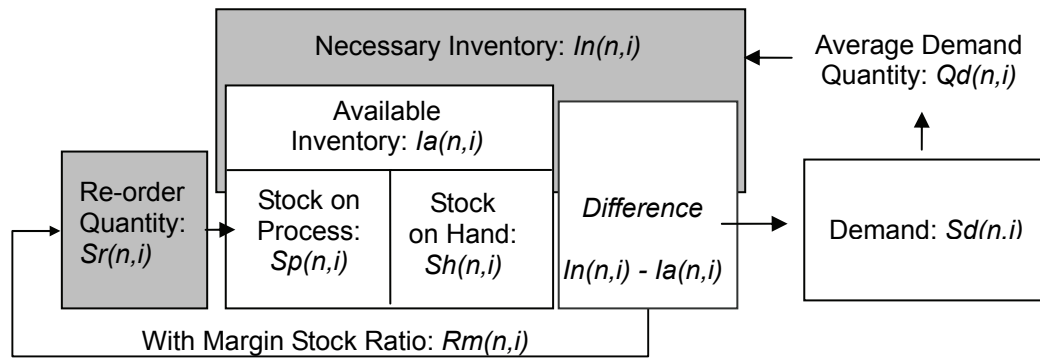 Necessary Inventory: In(n,i)
Average Demand
Quantity: Qd(n,i)
Available
Inventory: Ia(n,i)
Re-order
Quantity:
Sr(n,i)
Stock on
Process:
Sp(n,i)
Stock
on Hand:
Sh(n,i)
Difference
In(n,i) - Ia(n,i)
Demand: Sd(n,i)
With Margin Stock Ratio: Rm(n,i)